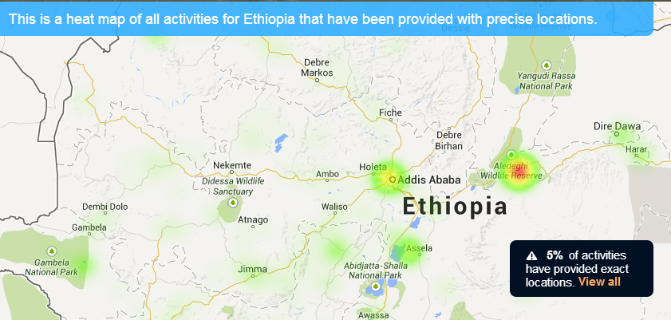 This is a heat map of all activities for Ethiopia that have been provided with precise locations.
Debre
Markos
Yangudi Rassa
National Park
Fiche
Debre
Birhan
Dire Dawa
Harar
Nekemte
Didessa Wildlife
Sanctuary
Ambo
Holeta
Addis Ababa
Aledeghi
Wildlife Reserve
Ethiopia
Dembi Dolo
Gambela
Atnago
Waliso
Gambela
National Park
Jimma
Assela
Abidjatta-Shalla
National Park
Awassa
5% of activities
have provided exact
locations. View all